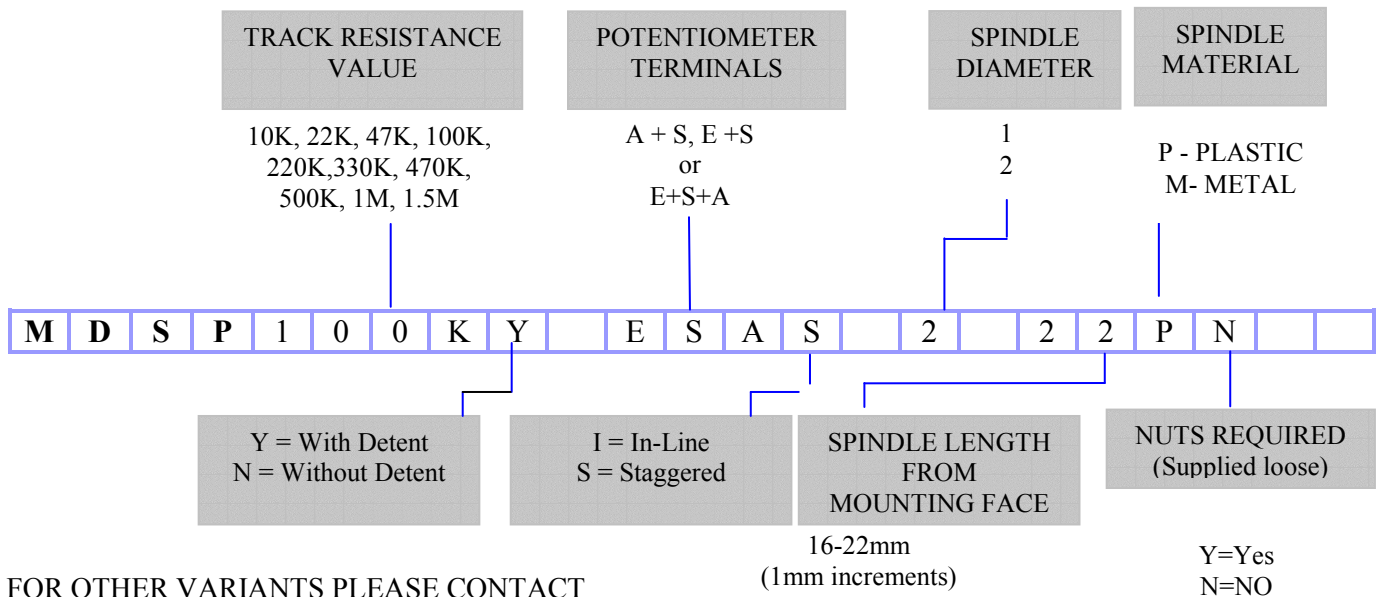 TRACK RESISTANCE
VALUE
10K, 22K, 47K, 100K,
220K,330K, 470K,
500K, 1M, 1.5M
POTENTIOMETER
TERMINALS
A + S, E +S
or
E+S+A
SPINDLE
DIAMETER
1
2
SPINDLE
MATERIAL
P - PLASTIC
M- METAL
M D S P 1 0 0 K Y E S A S 2 2 2 P N
Y = With Detent
N = Without Detent
I = In-Line
S = Staggered
SPINDLE LENGTH
FROM
MOUNTING FACE
16-22mm
(1mm increments)
NUTS REQUIRED
(Supplied loose)
Y=Yes
N=NO
FOR OTHER VARIANTS PLEASE CONTACT